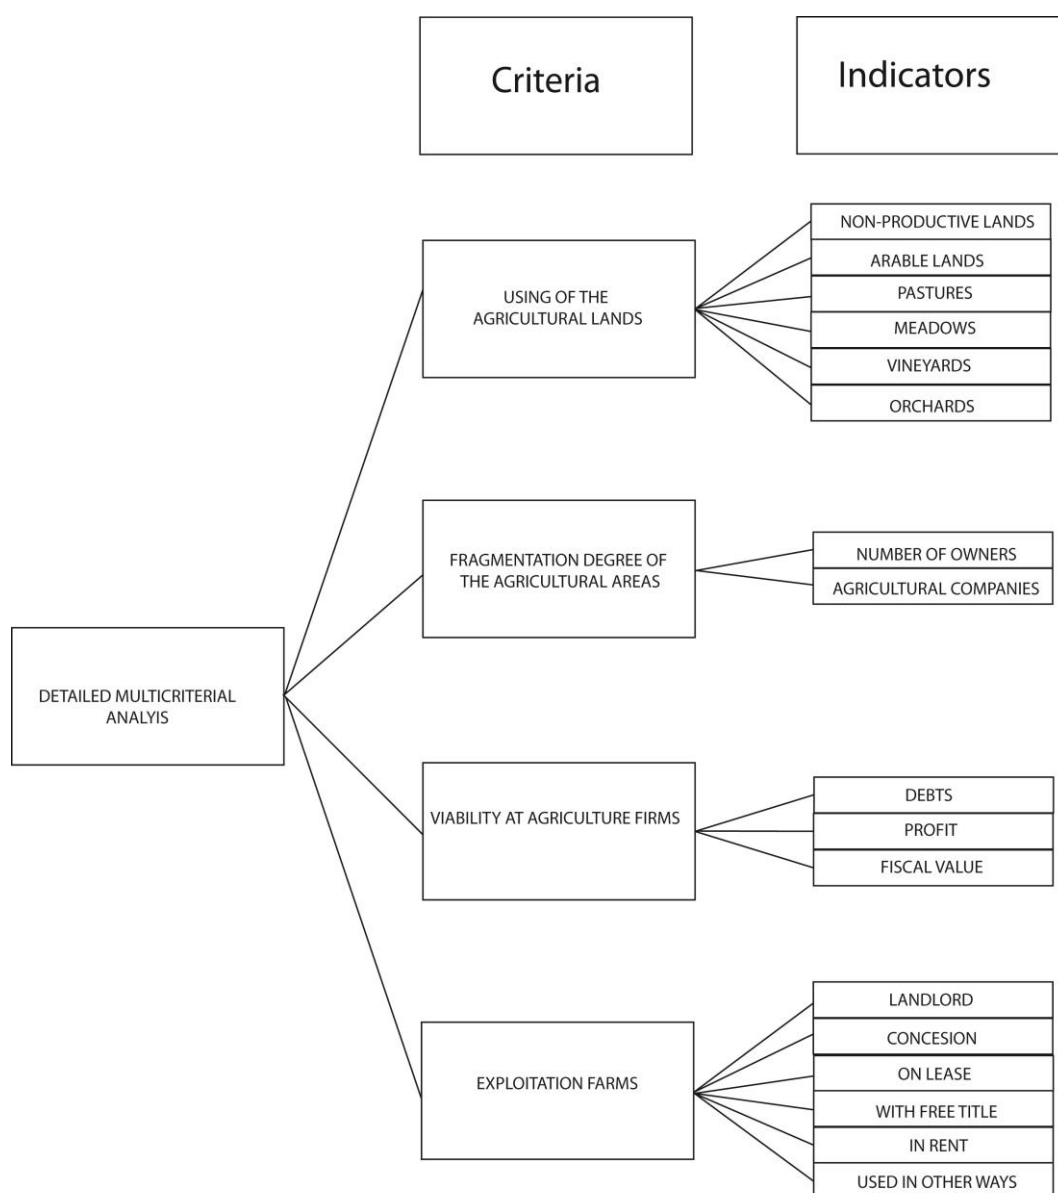 Criteria
Indicators
USING OF THE
AGRICULTURAL LANDS
NON-PRODUCTIVE LANDS
ARABLE LANDS
PASTURES
MEADOWS
VINEYARDS
ORCHARDS
FRAGMENTATION DEGREE OF
THE AGRICULTURAL AREAS
NUMBER OF OWNERS
AGRICULTURAL COMPANIES
DETAILED MULTICRITERIAL
ANALYIS
VIABILITY AT AGRICULTURE FIRMS
DEBTS
PROFIT
FISCAL VALUE
EXPLOITATION FARMS
LANDLORD
CONCESION
ON LEASE
WITH FREE TITLE
IN RENT
USED IN OTHER WAYS